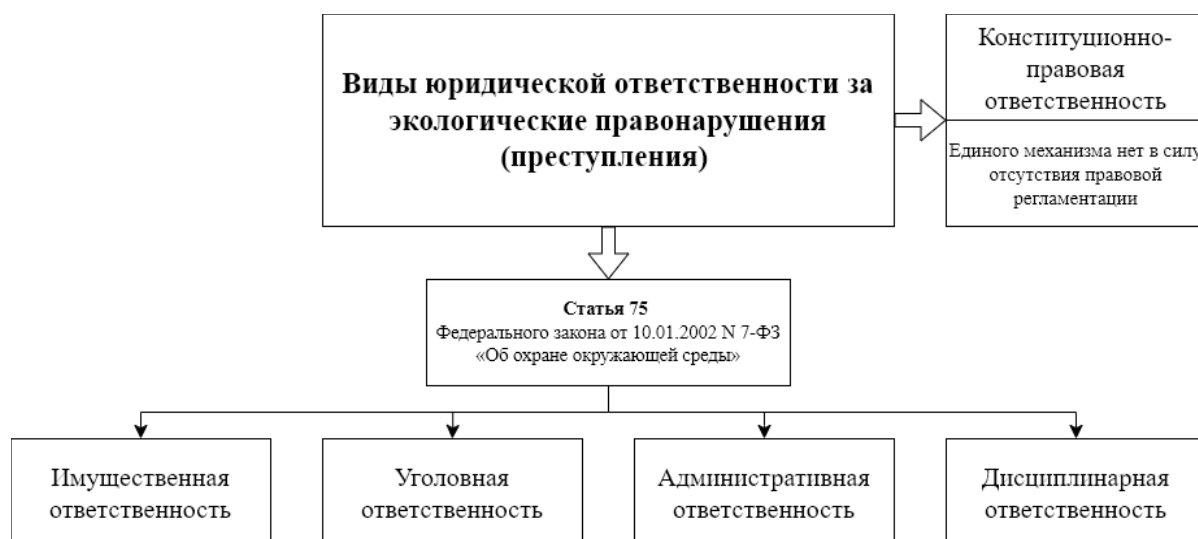 Виды юридической ответственности за
экологические правонарушения
(преступления)
Конституционно-
правовая
ответственность
Единого механизма нет в силу
отсутствия правовой
регламентации
Статья 75
Федерального закона от 10.01.2002 N 7-ФЗ
«Об охране окружающей среды»
Имущественная
ответственность
Уголовная
ответственность
Административная
ответственность
Дисциплинарная
ответственность